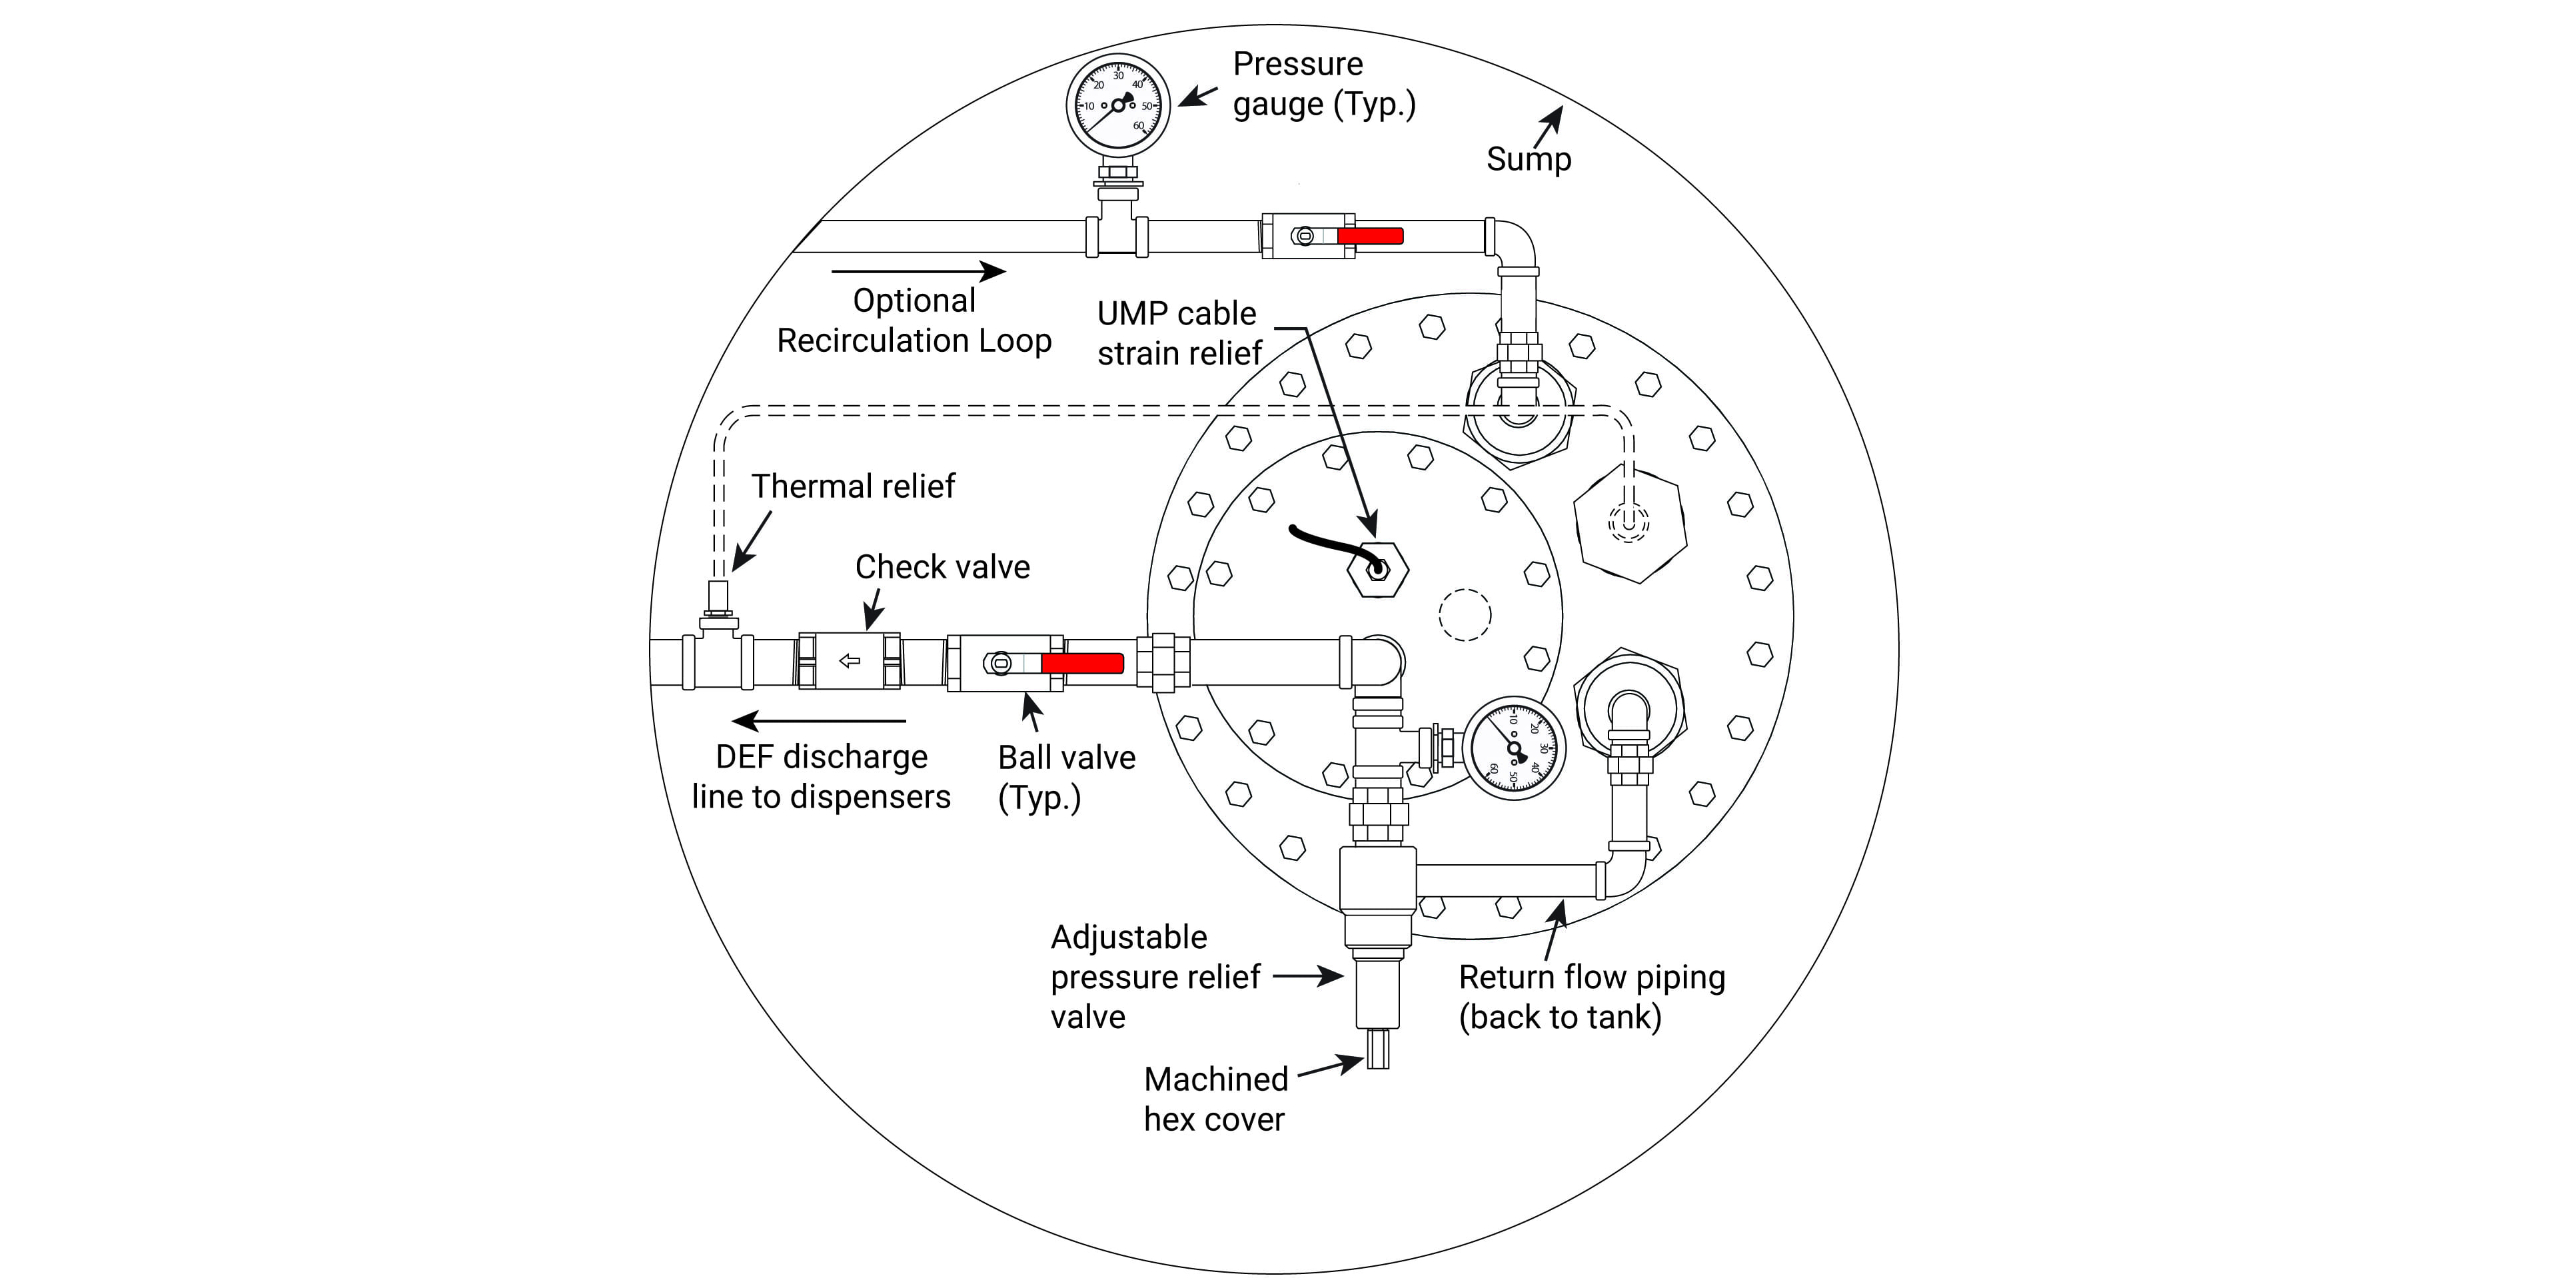 Pressure
gauge (Typ.)
10
20
30
40
50
60
Sump
Optional
Recirculation Loop
UMP cable
strain relief
Thermal relief
Check valve
DEF discharge
line to dispensers
Ball valve
(Typ.)
10
20
30
40
50
60
Adjustable
pressure relief
valve
Return flow piping
(back to tank)
Machined
hex cover